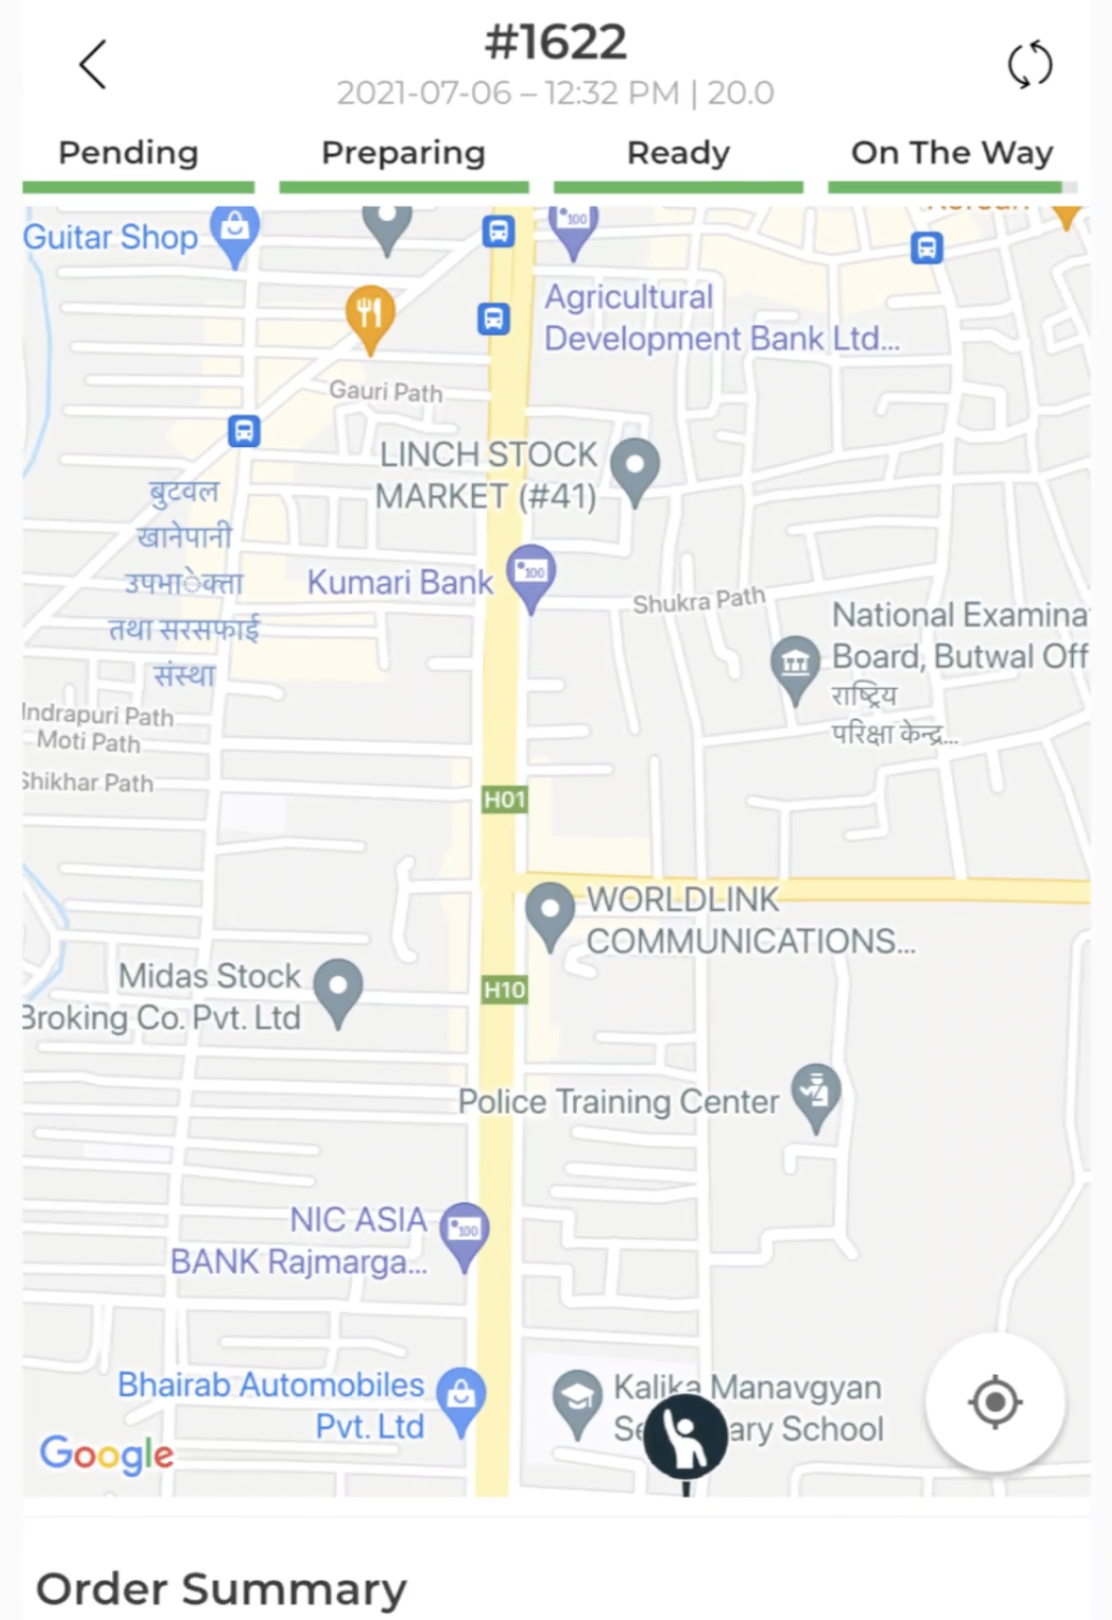 #1622
2021-07-06 – 12:32 PM | 20.0
Pending
Preparing
Ready
On The Way
Guitar Shop
Agricultural
Development Bank Ltd...
Gauri Path
LINCH STOCK
MARKET (#41)
बुटवल
खानेपानी
उपभाेक्ता
तथा सरसफाई
संस्था
Kumari Bank
Shukra Path
National Examina
Board, Butwal Off
राष्ट्रिय
परिक्षा केन्द्र...
Indrapuri Path
Moti Path
Shikhar Path
H01
WORLDLINK
COMMUNICATIONS...
Midas Stock
Broking Co. Pvt. Ltd
H10
Police Training Center
NIC ASIA
BANK Rajmarga...
Bhairab Automobiles
Pvt. Ltd
Kalika Manavgyan
Se ary School
Google
Order Summary